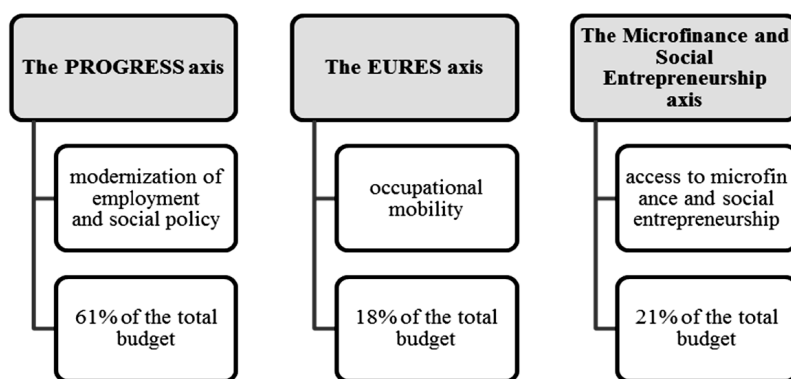 The PROGRESS axis
modernization of
employment
and social policy
61% of the total
budget
The EURES axis
occupational
mobility
18% of the total
budget
The Microfinance and
Social
Entrepreneurship
axis
access to microfin
ance and social
entrepreneurship
21% of the total
budget